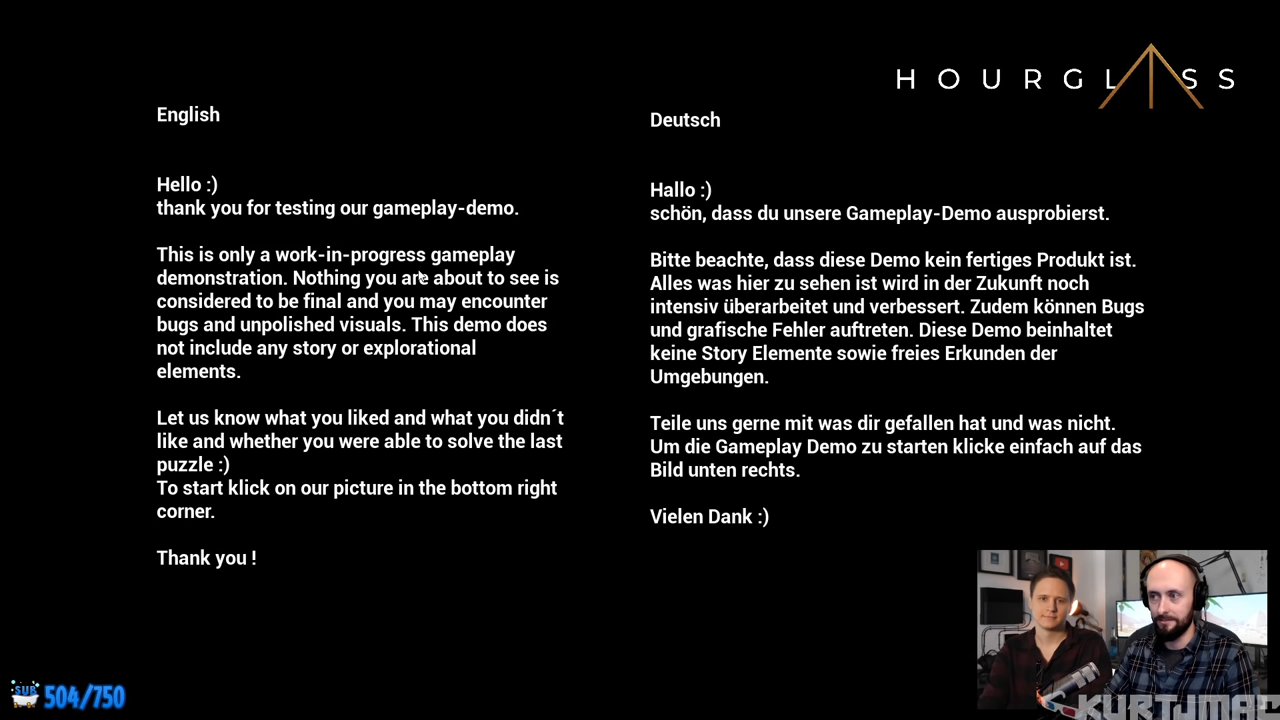 HOURGLASS
English
Hello :)
thank you for testing our gameplay-demo.
This is only a work-in-progress gameplay
demonstration. Nothing you are about to see is
considered to be final and you may encounter
bugs and unpolished visuals. This demo does
not include any story or explorational
elements.
Let us know what you liked and what you didn´t
like and whether you were able to solve the last
puzzle :)
To start klick on our picture in the bottom right
corner.
Thank you !
Deutsch
Hallo :)
schön, dass du unsere Gameplay-Demo ausprobierst.
Bitte beachte, dass diese Demo kein fertiges Produkt ist.
Alles was hier zu sehen ist wird in der Zukunft noch
intensiv überarbeitet und verbessert. Zudem können Bugs
und grafische Fehler auftreten. Diese Demo beinhaltet
keine Story Elemente sowie freies Erkunden der
Umgebungen.
Teile uns gerne mit was dir gefallen hat und was nicht.
Um die Gameplay Demo zu starten klicke einfach auf das
Bild unten rechts.
Vielen Dank :)
SUB
504/750
KURTJMAC